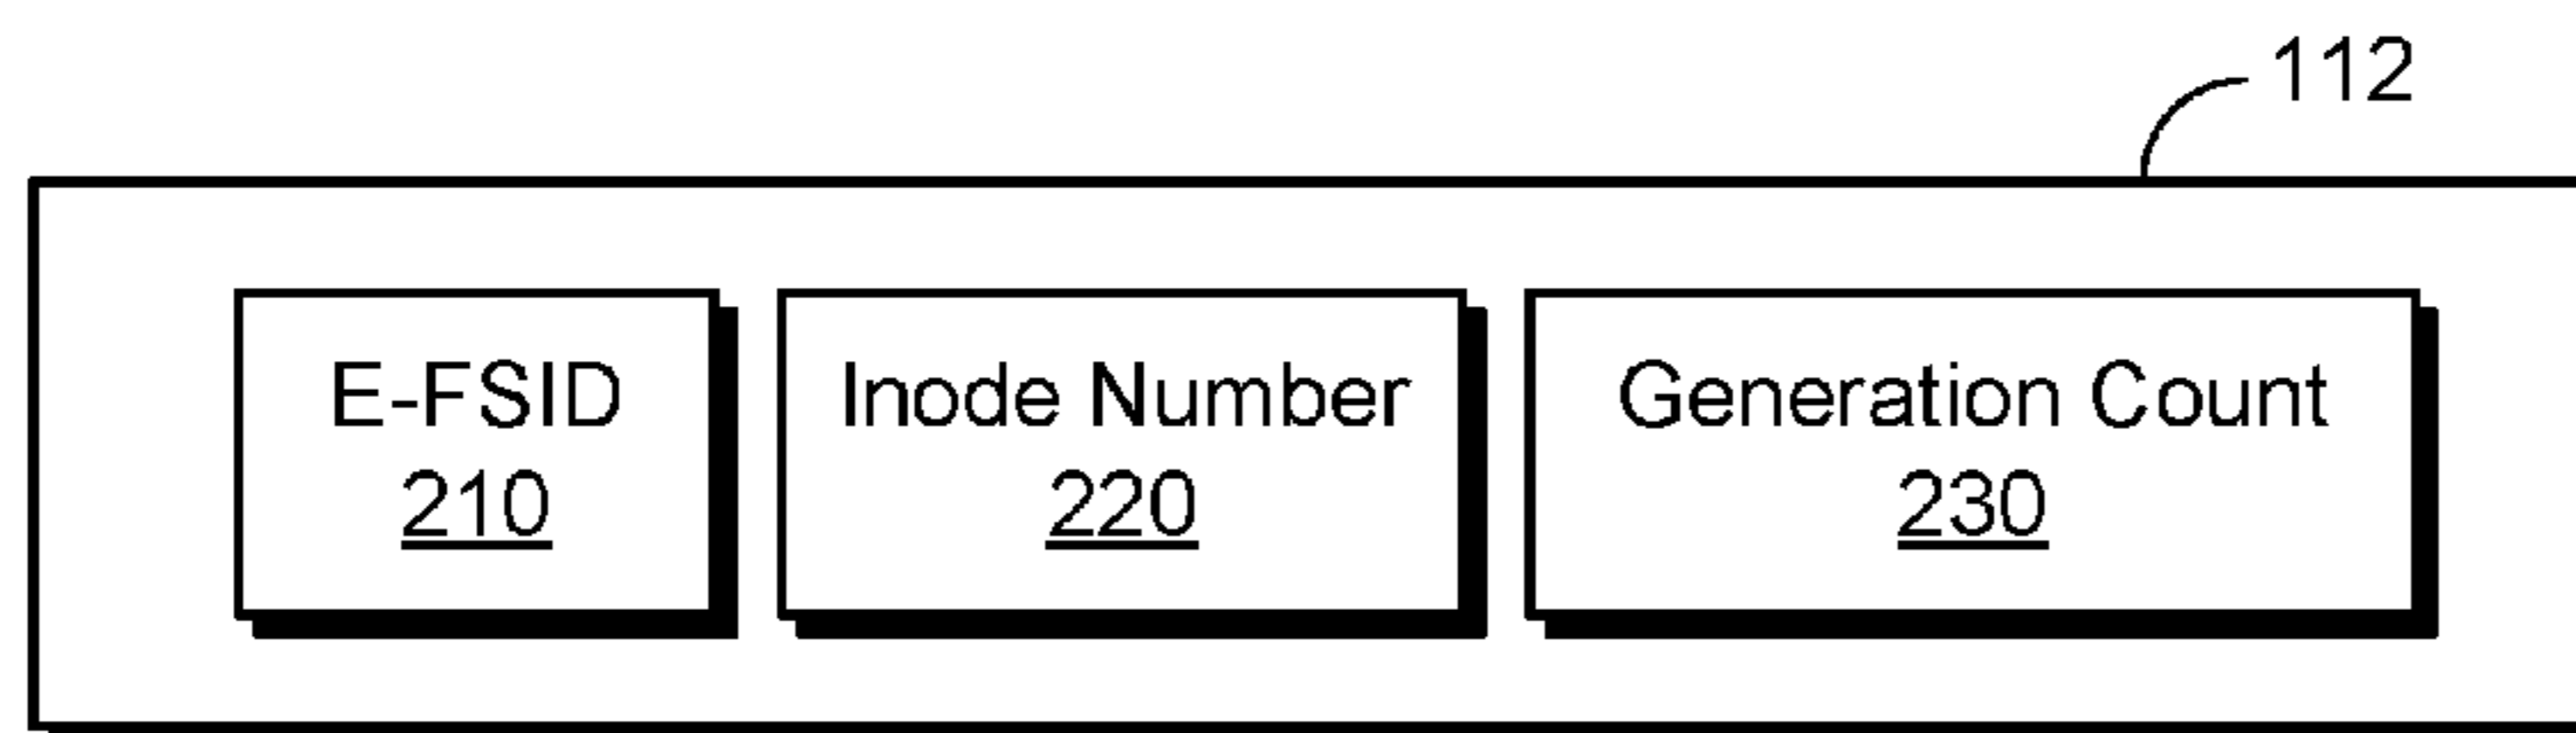 112
E-FSID
210
Inode Number
220
Generation Count
230